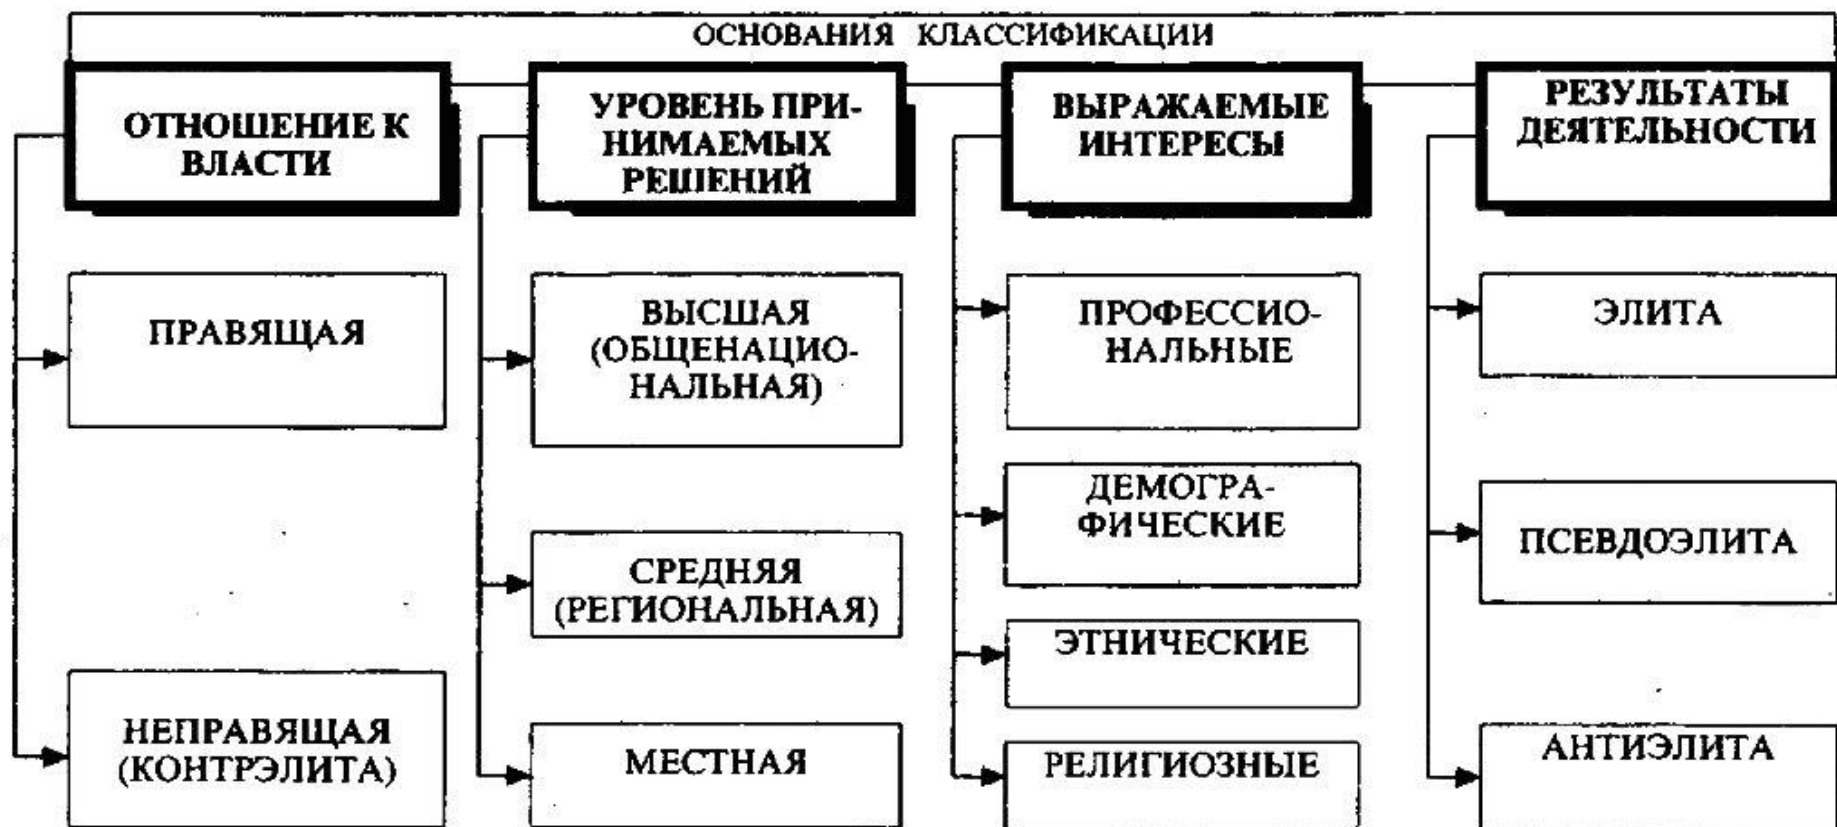 ОСНОВАНИЯ КЛАССИФИКАЦИИ
ОТНОШЕНИЕ К
ВЛАСТИ
ПРАВЯЩАЯ
НЕПРАВЯЩАЯ
(КОНТРЭЛИТА)
УРОВЕНЬ ПРИ-
НИМАЕМЫХ
РЕШЕНИЙ
ВЫСШАЯ
(ОБЩЕНАЦИО-
НАЛЬНАЯ)
СРЕДНЯЯ
(РЕГИОНАЛЬНАЯ)
МЕСТНАЯ
ВЫРАЖАЕМЫЕ
ИНТЕРЕСЫ
ПРОФЕССИО-
НАЛЬНЫЕ
ДЕМОГРА-
ФИЧЕСКИЕ
ЭТНИЧЕСКИЕ
РЕЛИГИОЗНЫЕ
РЕЗУЛЬТАТЫ
ДЕЯТЕЛЬНОСТИ
ЭЛИТА
ПСЕВДОЭЛИТА
АНТИЭЛИТА